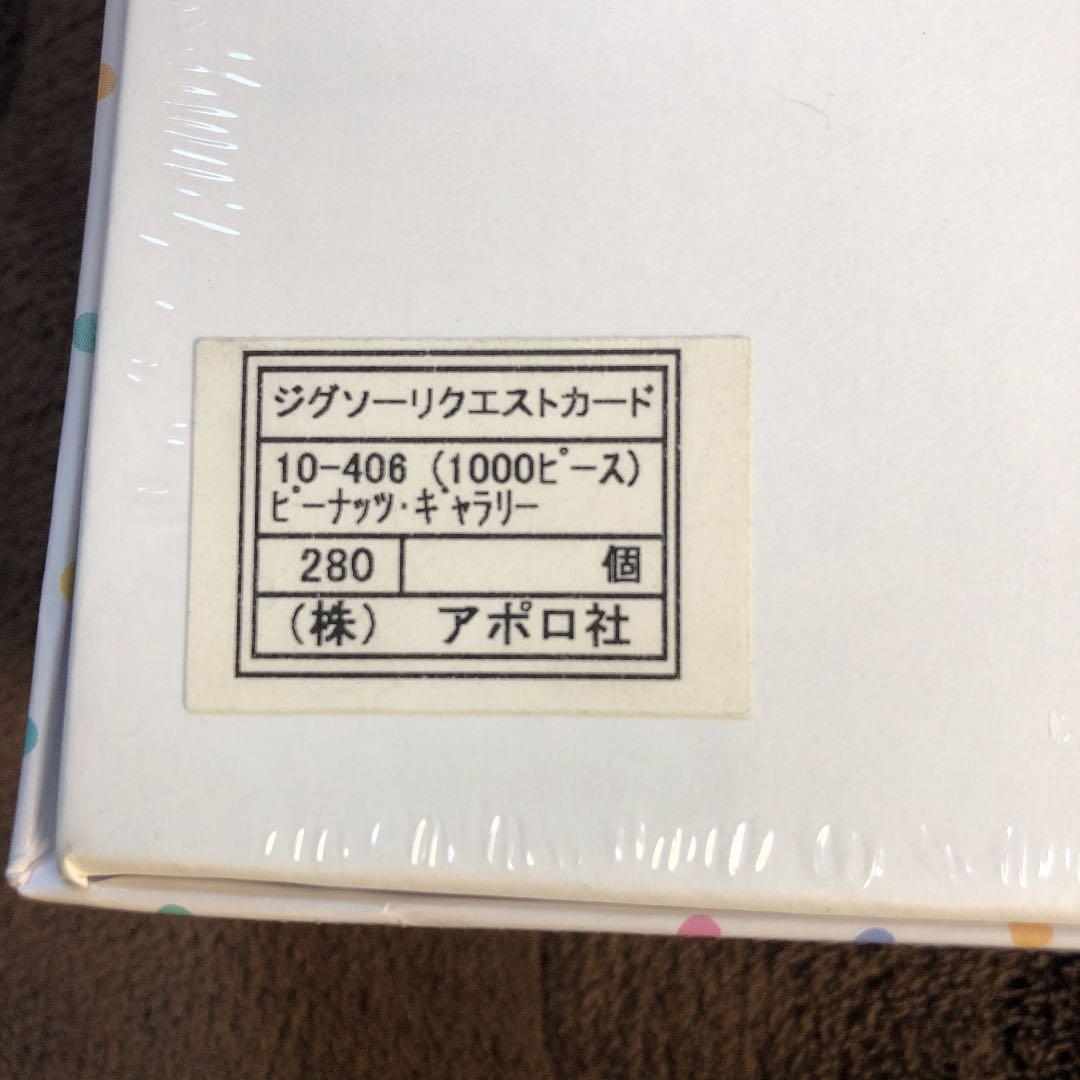 ジグソーリクエストカード
10-406 (1000ﾋﾟｰｽ)
ﾋﾟｰﾅｯﾂ・ｷﾞｬﾗﾘｰ
280 個
(株) アポロ社